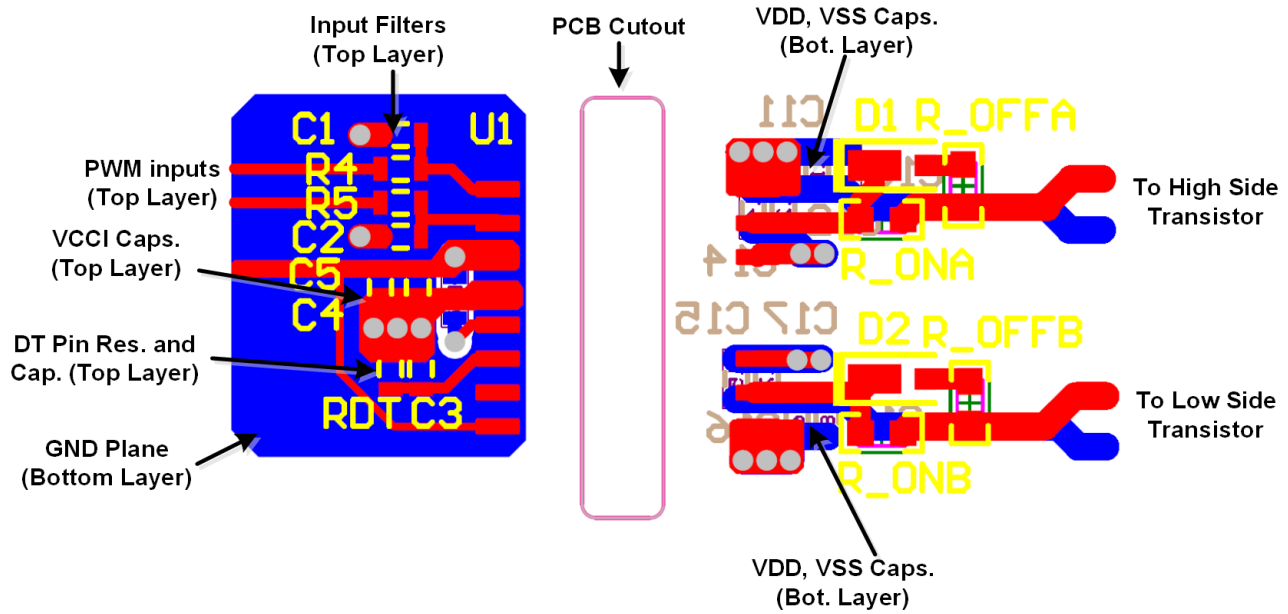 Input Filters
(Top Layer)
PCB Cutout
VDD, VSS Caps.
(Bot. Layer)
C1
U1
C11
D1 R_OFFA
PWM inputs
(Top Layer)
R4
R5
C2
To High Side
Transistor
VCCI Caps.
(Top Layer)
C5
C4
C14
R_ONA
C15
C17
D2 R_OFFB
DT Pin Res. and
Cap. (Top Layer)
RDT C3
To Low Side
Transistor
GND Plane
(Bottom Layer)
R_ONB
VDD, VSS Caps.
(Bot. Layer)